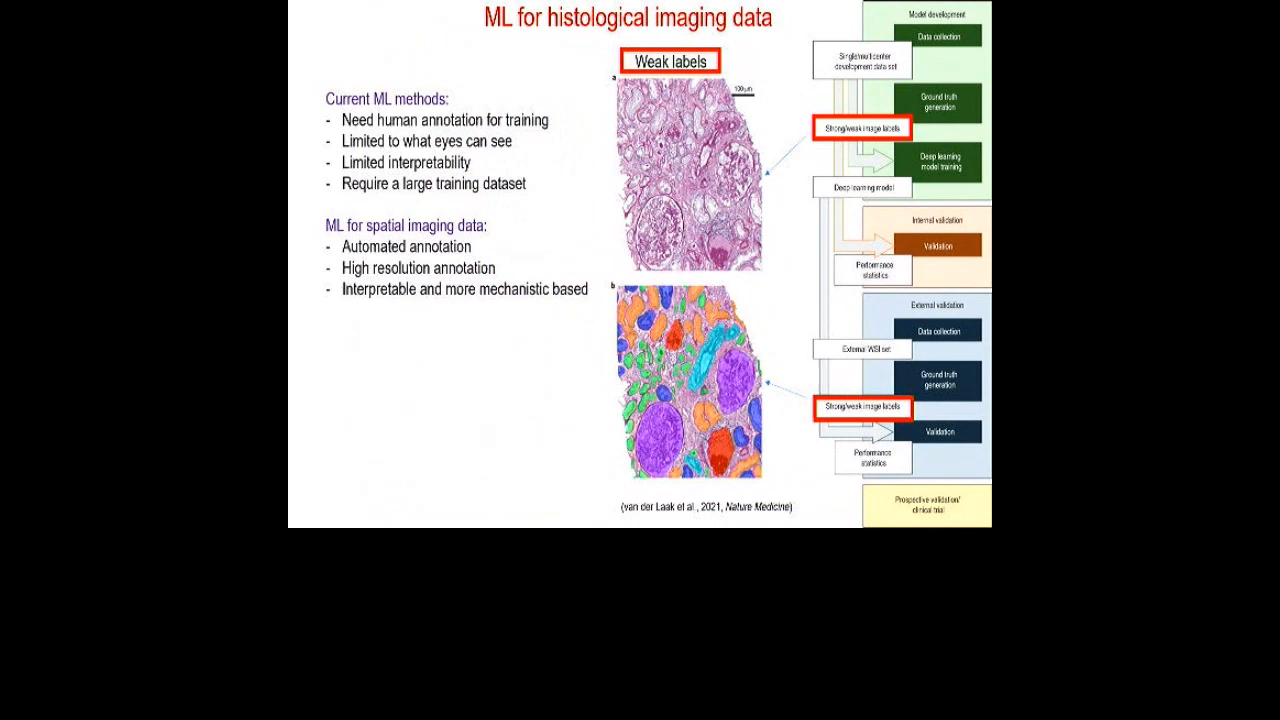 ML for histological imaging data
Weak labels
a
100 μm
Current ML methods:
- Need human annotation for training
- Limited to what eyes can see
- Limited interpretability
- Require a large training dataset
ML for spatial imaging data:
- Automated annotation
- High resolution annotation
- Interpretable and more mechanistic based
b
(van der Laak et al., 2021, Nature Medicine)
Model development
Data collection
Single/multicenter
development data set
Ground truth
generation
Strong/weak image labels
Deep learning
model training
Deep learning model
Internal validation
Validation
Performance
statistics
External validation
Data collection
External WSI set
Ground truth
generation
Strong/weak image labels
Validation
Performance
statistics
Prospective validation/
clinical trial